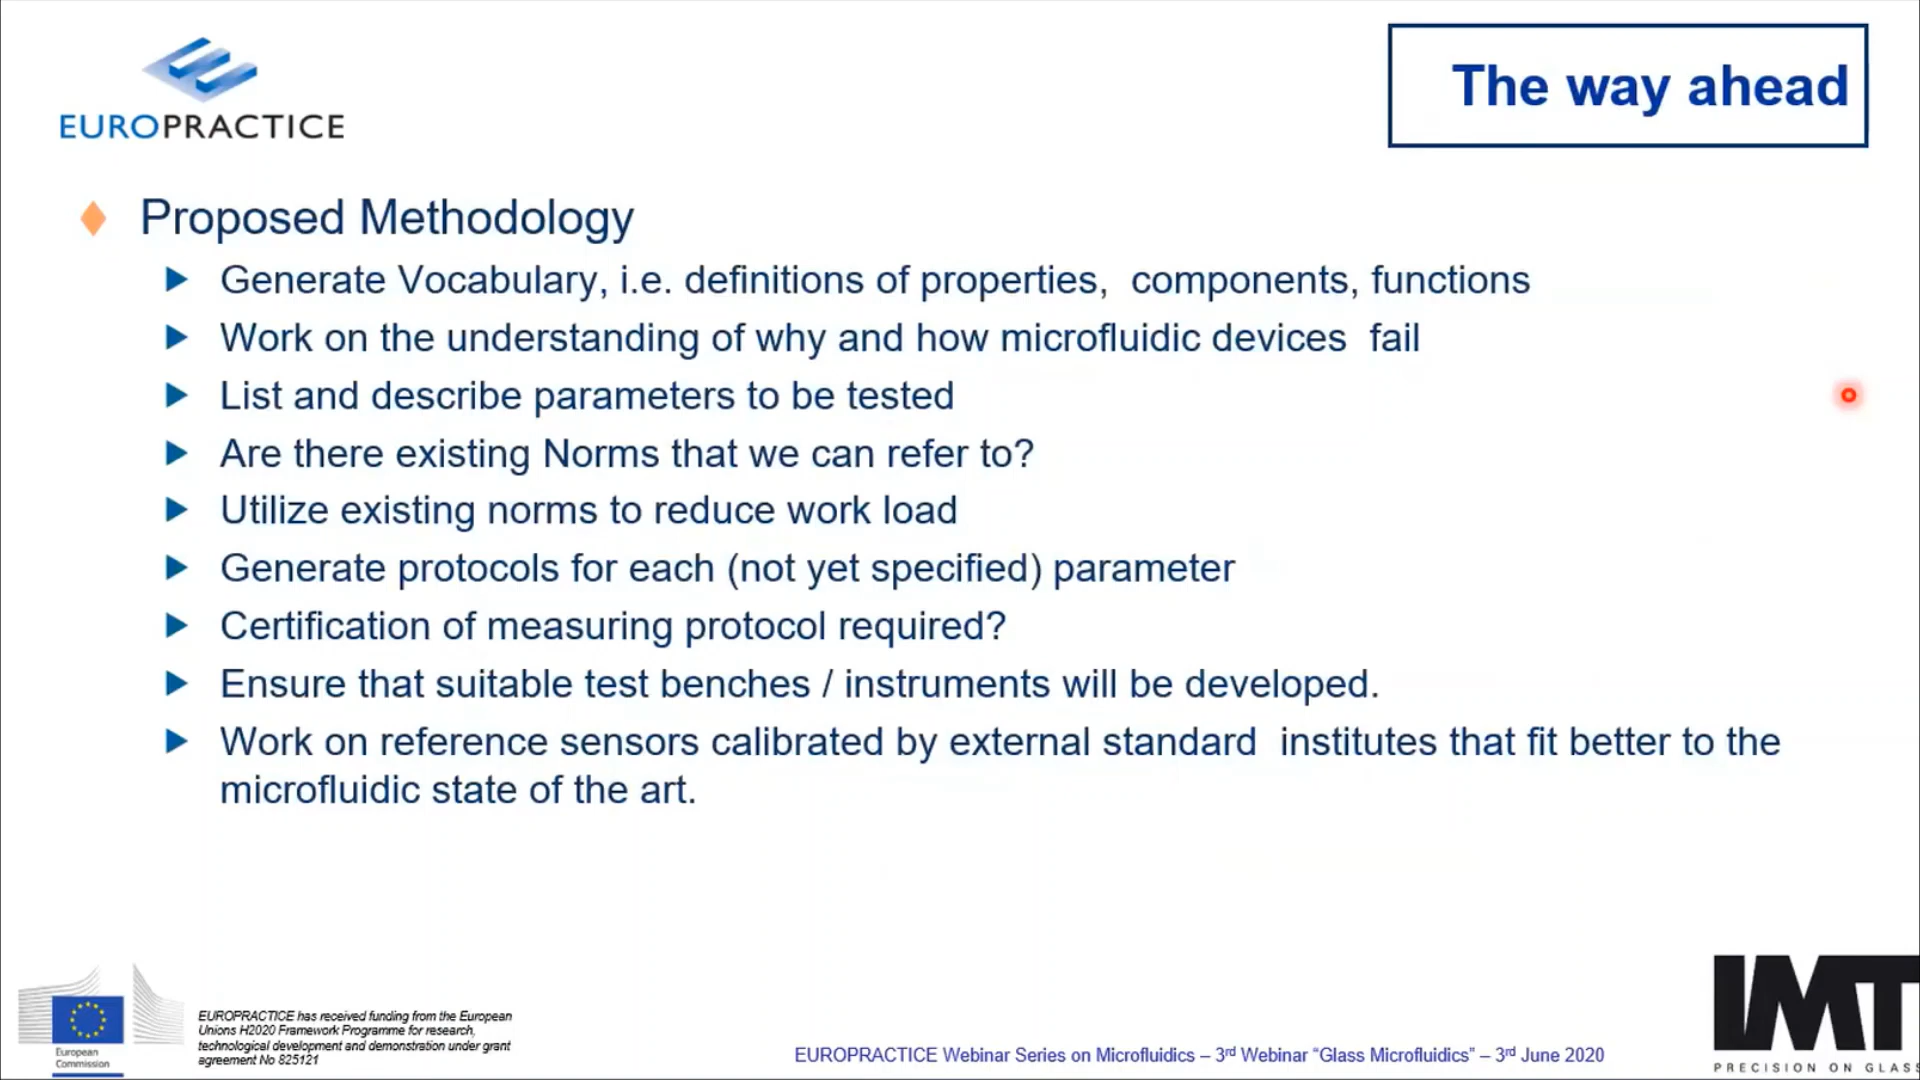 EUROPRACTICE
The way ahead
Proposed Methodology
Generate Vocabulary, i.e. definitions of properties, components, functions
Work on the understanding of why and how microfluidic devices fail
List and describe parameters to be tested
Are there existing Norms that we can refer to?
Utilize existing norms to reduce work load
Generate protocols for each (not yet specified) parameter
Certification of measuring protocol required?
Ensure that suitable test benches / instruments will be developed.
Work on reference sensors calibrated by external standard institutes that fit better to the
microfluidic state of the art.
European
Commission
EUROPRACTICE has received funding from the European
Unions H2020 Framework Programme for research,
technological development and demonstration under grant
agreement No 825121
EUROPRACTICE Webinar Series on Microfluidics – 3rd Webinar "Glass Microfluidics" – 3rd June 2020
IMT
PRECISION ON GLASS